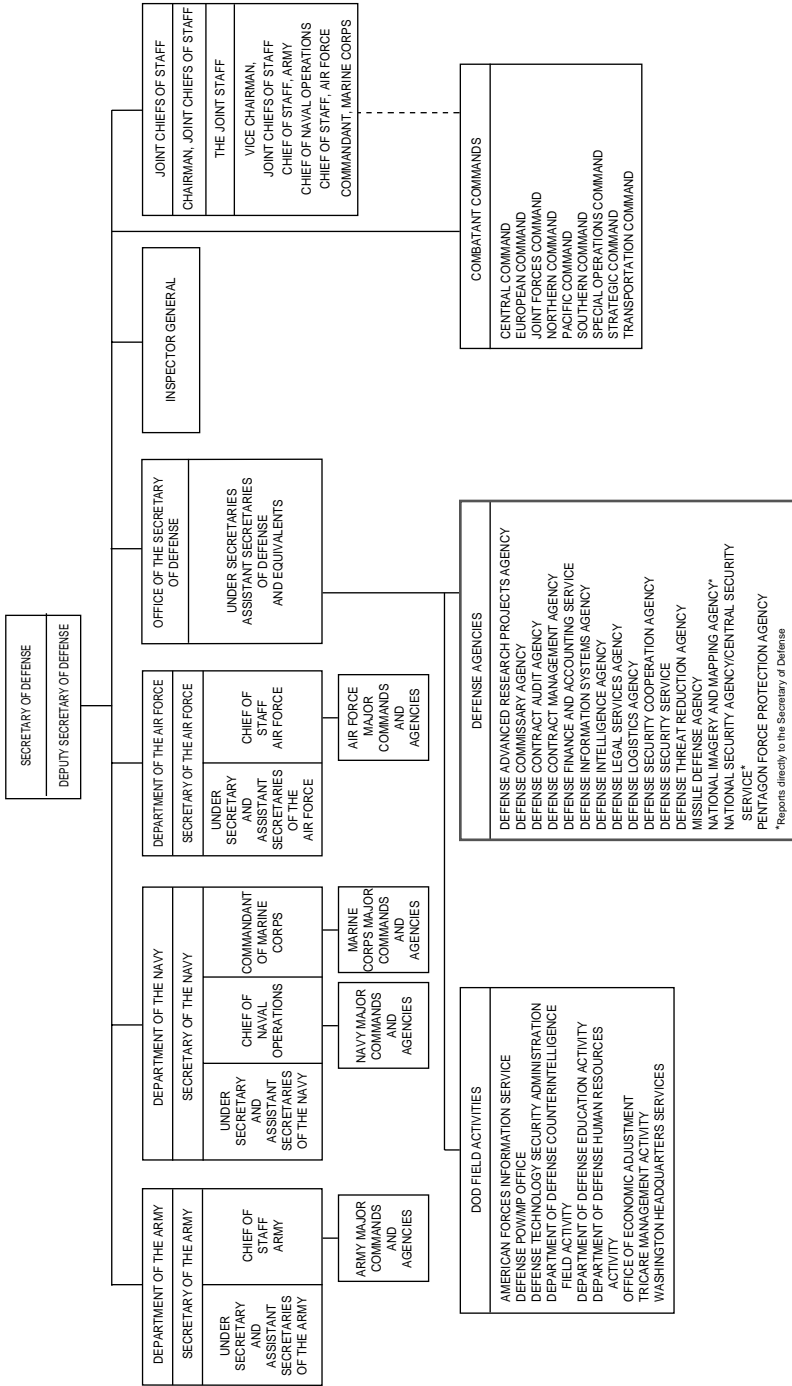 SECRETARY OF DEFENSE
DEPUTY SECRETARY OF DEFENSE
DEPARTMENT OF THE ARMY
SECRETARY OF THE ARMY
UNDER
SECRETARY
AND
ASSISTANT
SECRETARIES
OF THE ARMY
CHIEF OF
STAFF
ARMY
ARMY MAJOR
COMMANDS
AND
AGENCIES
DEPARTMENT OF THE NAVY
SECRETARY OF THE NAVY
UNDER
SECRETARY
AND
ASSISTANT
SECRETARIES
OF THE NAVY
CHIEF OF
NAVAL
OPERATIONS
COMMANDANT
OF MARINE
CORPS
NAVY MAJOR
COMMANDS
AND
AGENCIES
MARINE
CORPS MAJOR
COMMANDS
AND
AGENCIES
DEPARTMENT OF THE AIR FORCE
SECRETARY OF THE AIR FORCE
UNDER
SECRETARY
AND
ASSISTANT
SECRETARIES
OF THE
AIR FORCE
CHIEF OF
STAFF
AIR FORCE
AIR FORCE
MAJOR
COMMANDS
AND
AGENCIES
OFFICE OF THE SECRETARY
OF DEFENSE
UNDER SECRETARIES
ASSISTANT SECRETARIES
OF DEFENSE
AND EQUIVALENTS
INSPECTOR GENERAL
JOINT CHIEFS OF STAFF
CHAIRMAN, JOINT CHIEFS OF STAFF
THE JOINT STAFF
VICE CHAIRMAN,
JOINT CHIEFS OF STAFF
CHIEF OF STAFF, ARMY
CHIEF OF NAVAL OPERATIONS
CHIEF OF STAFF, AIR FORCE
COMMANDANT, MARINE CORPS
DOD FIELD ACTIVITIES
AMERICAN FORCES INFORMATION SERVICE
DEFENSE POW/MP OFFICE
DEFENSE TECHNOLOGY SECURITY ADMINISTRATION
DEPARTMENT OF DEFENSE COUNTERINTELLIGENCE
FIELD ACTIVITY
DEPARTMENT OF DEFENSE EDUCATION ACTIVITY
DEPARTMENT OF DEFENSE HUMAN RESOURCES
ACTIVITY
OFFICE OF ECONOMIC ADJUSTMENT
TRICARE MANAGEMENT ACTIVITY
WASHINGTON HEADQUARTERS SERVICES
DEFENSE AGENCIES
DEFENSE ADVANCED RESEARCH PROJECTS AGENCY
DEFENSE COMMISSARY AGENCY
DEFENSE CONTRACT AUDIT AGENCY
DEFENSE CONTRACT MANAGEMENT AGENCY
DEFENSE FINANCE AND ACCOUNTING SERVICE
DEFENSE INFORMATION SYSTEMS AGENCY
DEFENSE INTELLIGENCE AGENCY
DEFENSE LEGAL SERVICES AGENCY
DEFENSE LOGISTICS AGENCY
DEFENSE SECURITY COOPERATION AGENCY
DEFENSE SECURITY SERVICE
DEFENSE THREAT REDUCTION AGENCY
MISSILE DEFENSE AGENCY
NATIONAL IMAGERY AND MAPPING AGENCY*
NATIONAL SECURITY AGENCY/CENTRAL SECURITY
SERVICE*
PENTAGON FORCE PROTECTION AGENCY
*Reports directly to the Secretary of Defense
COMBATANT COMMANDS
CENTRAL COMMAND
EUROPEAN COMMAND
JOINT FORCES COMMAND
NORTHERN COMMAND
PACIFIC COMMAND
SOUTHERN COMMAND
SPECIAL OPERATIONS COMMAND
STRATEGIC COMMAND
TRANSPORTATION COMMAND